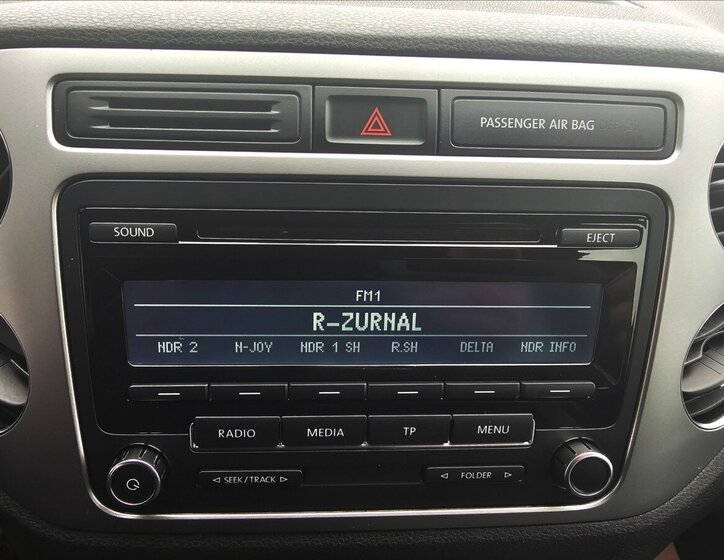 PASSENGER AIR BAG
SOUND
EJECT
FM1
R-ZURNAL
NDR 2 N-JOY NDR 1 SH R.SH DELTA NDR INFO
RADIO MEDIA TP MENU
SEEK/TRACK
FOLDER